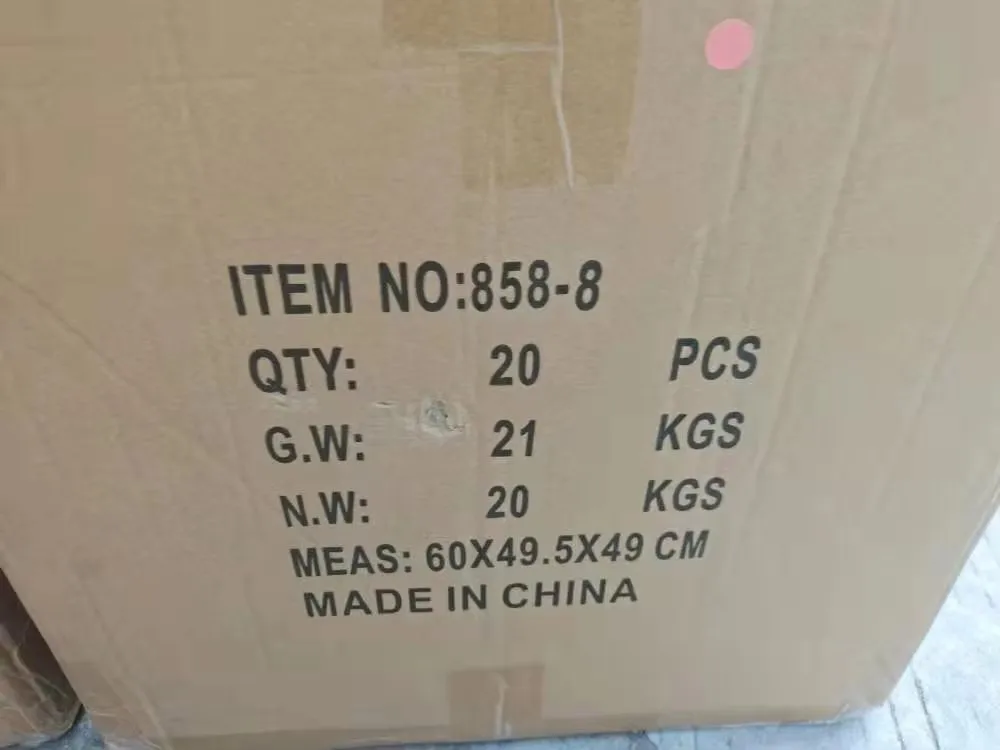 ITEM NO:858-8
QTY: 20 PCS
G.W: 21 KGS
N.W: 20 KGS
MEAS: 60X49.5X49 CM
MADE IN CHINA